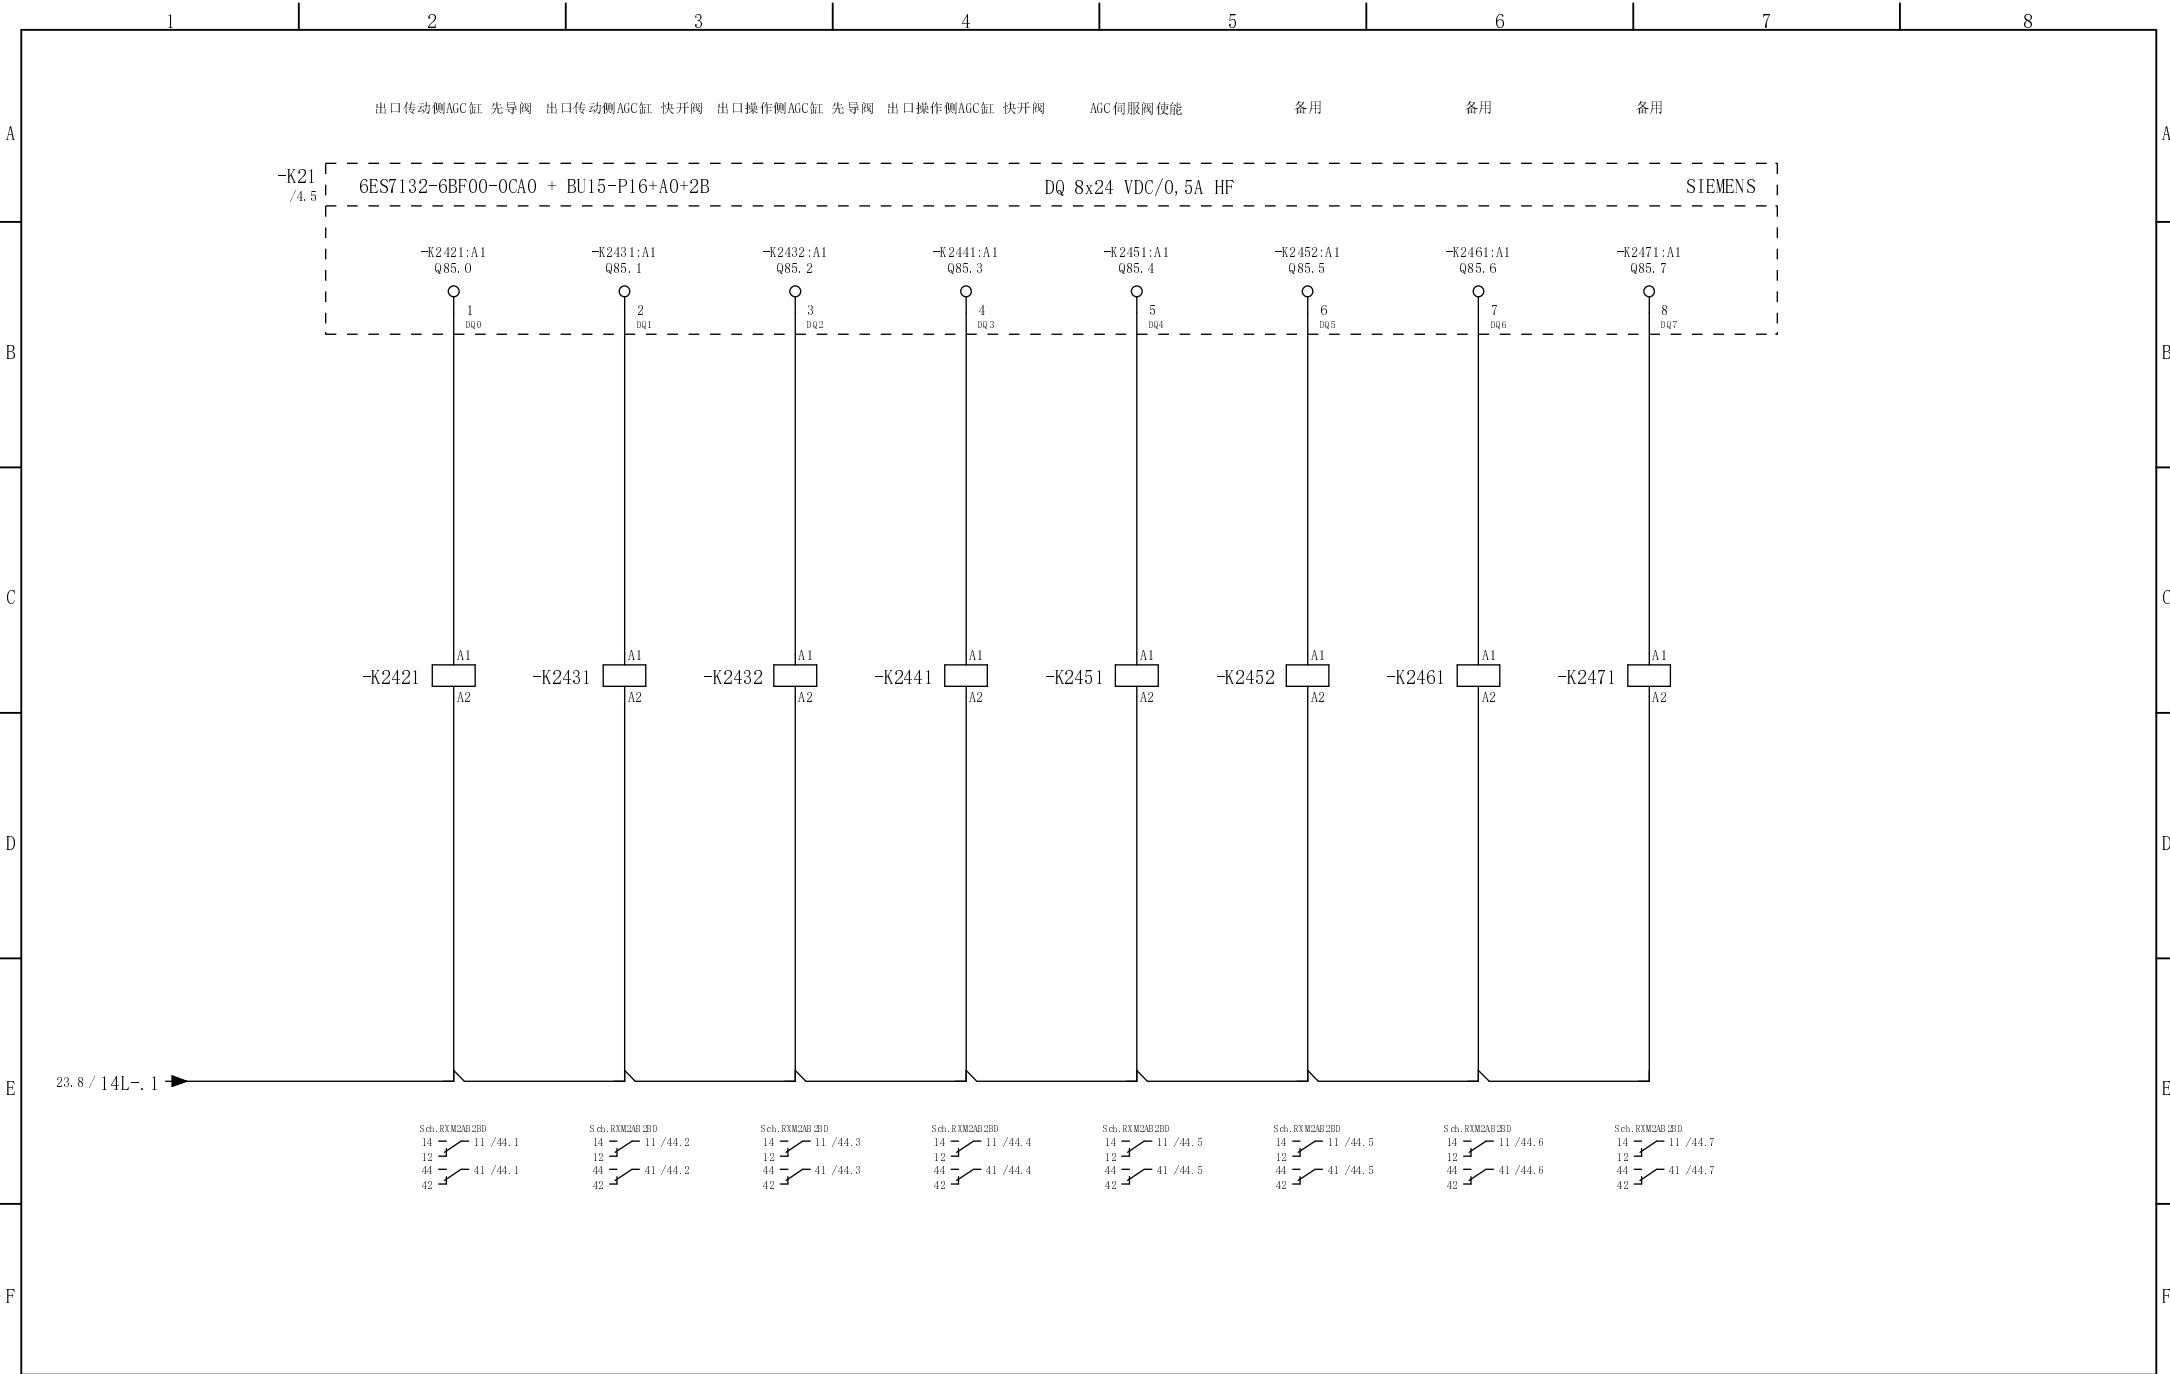 1 2 3 4 5 6 7 8
出口传动侧AGC缸 先导阀 出口传动侧AGC缸 快开阀 出口操作侧AGC缸 先导阀 出口操作侧AGC缸 快开阀 AGC伺服阀使能 备用 备用 备用
A A
-K21 6ES7132-6BF00-0CA0 + BU15-P16+A0+2B DQ 8x24 VDC/0,5A HF SIEMENS
/4.5
-K2421:A1 -K2431:A1 -K2432:A1 -K2441:A1 -K2451:A1 -K2452:A1 -K2461:A1 -K2471:A1
Q85.0 Q85.1 Q85.2 Q85.3 Q85.4 Q85.5 Q85.6 Q85.7
1 2 3 4 5 6 7 8
DQ0 DQ1 DQ2 DQ3 DQ4 DQ5 DQ6 DQ7
B B
C C
A1 A1 A1 A1 A1 A1 A1 A1
-K2421 -K2431 -K2432 -K2441 -K2451 -K2452 -K2461 -K2471
A2 A2 A2 A2 A2 A2 A2 A2
D D
23.8 / 14L-.1
E E
Sch.RXM2AB2BD Sch.RXM2AB2BD Sch.RXM2AB2BD Sch.RXM2AB2BD Sch.RXM2AB2BD Sch.RXM2AB2BD Sch.RXM2AB2BD Sch.RXM2AB2BD
14 11 /44.1 14 11 /44.2 14 11 /44.3 14 11 /44.4 14 11 /44.5 14 11 /44.5 14 11 /44.6 14 11 /44.7
12 12 12 12 12 12 12 12
44 41 /44.1 44 41 /44.2 44 41 /44.3 44 41 /44.4 44 41 /44.5 44 41 /44.5 44 41 /44.6 44 41 /44.7
42 42 42 42 42 42 42 42
F F